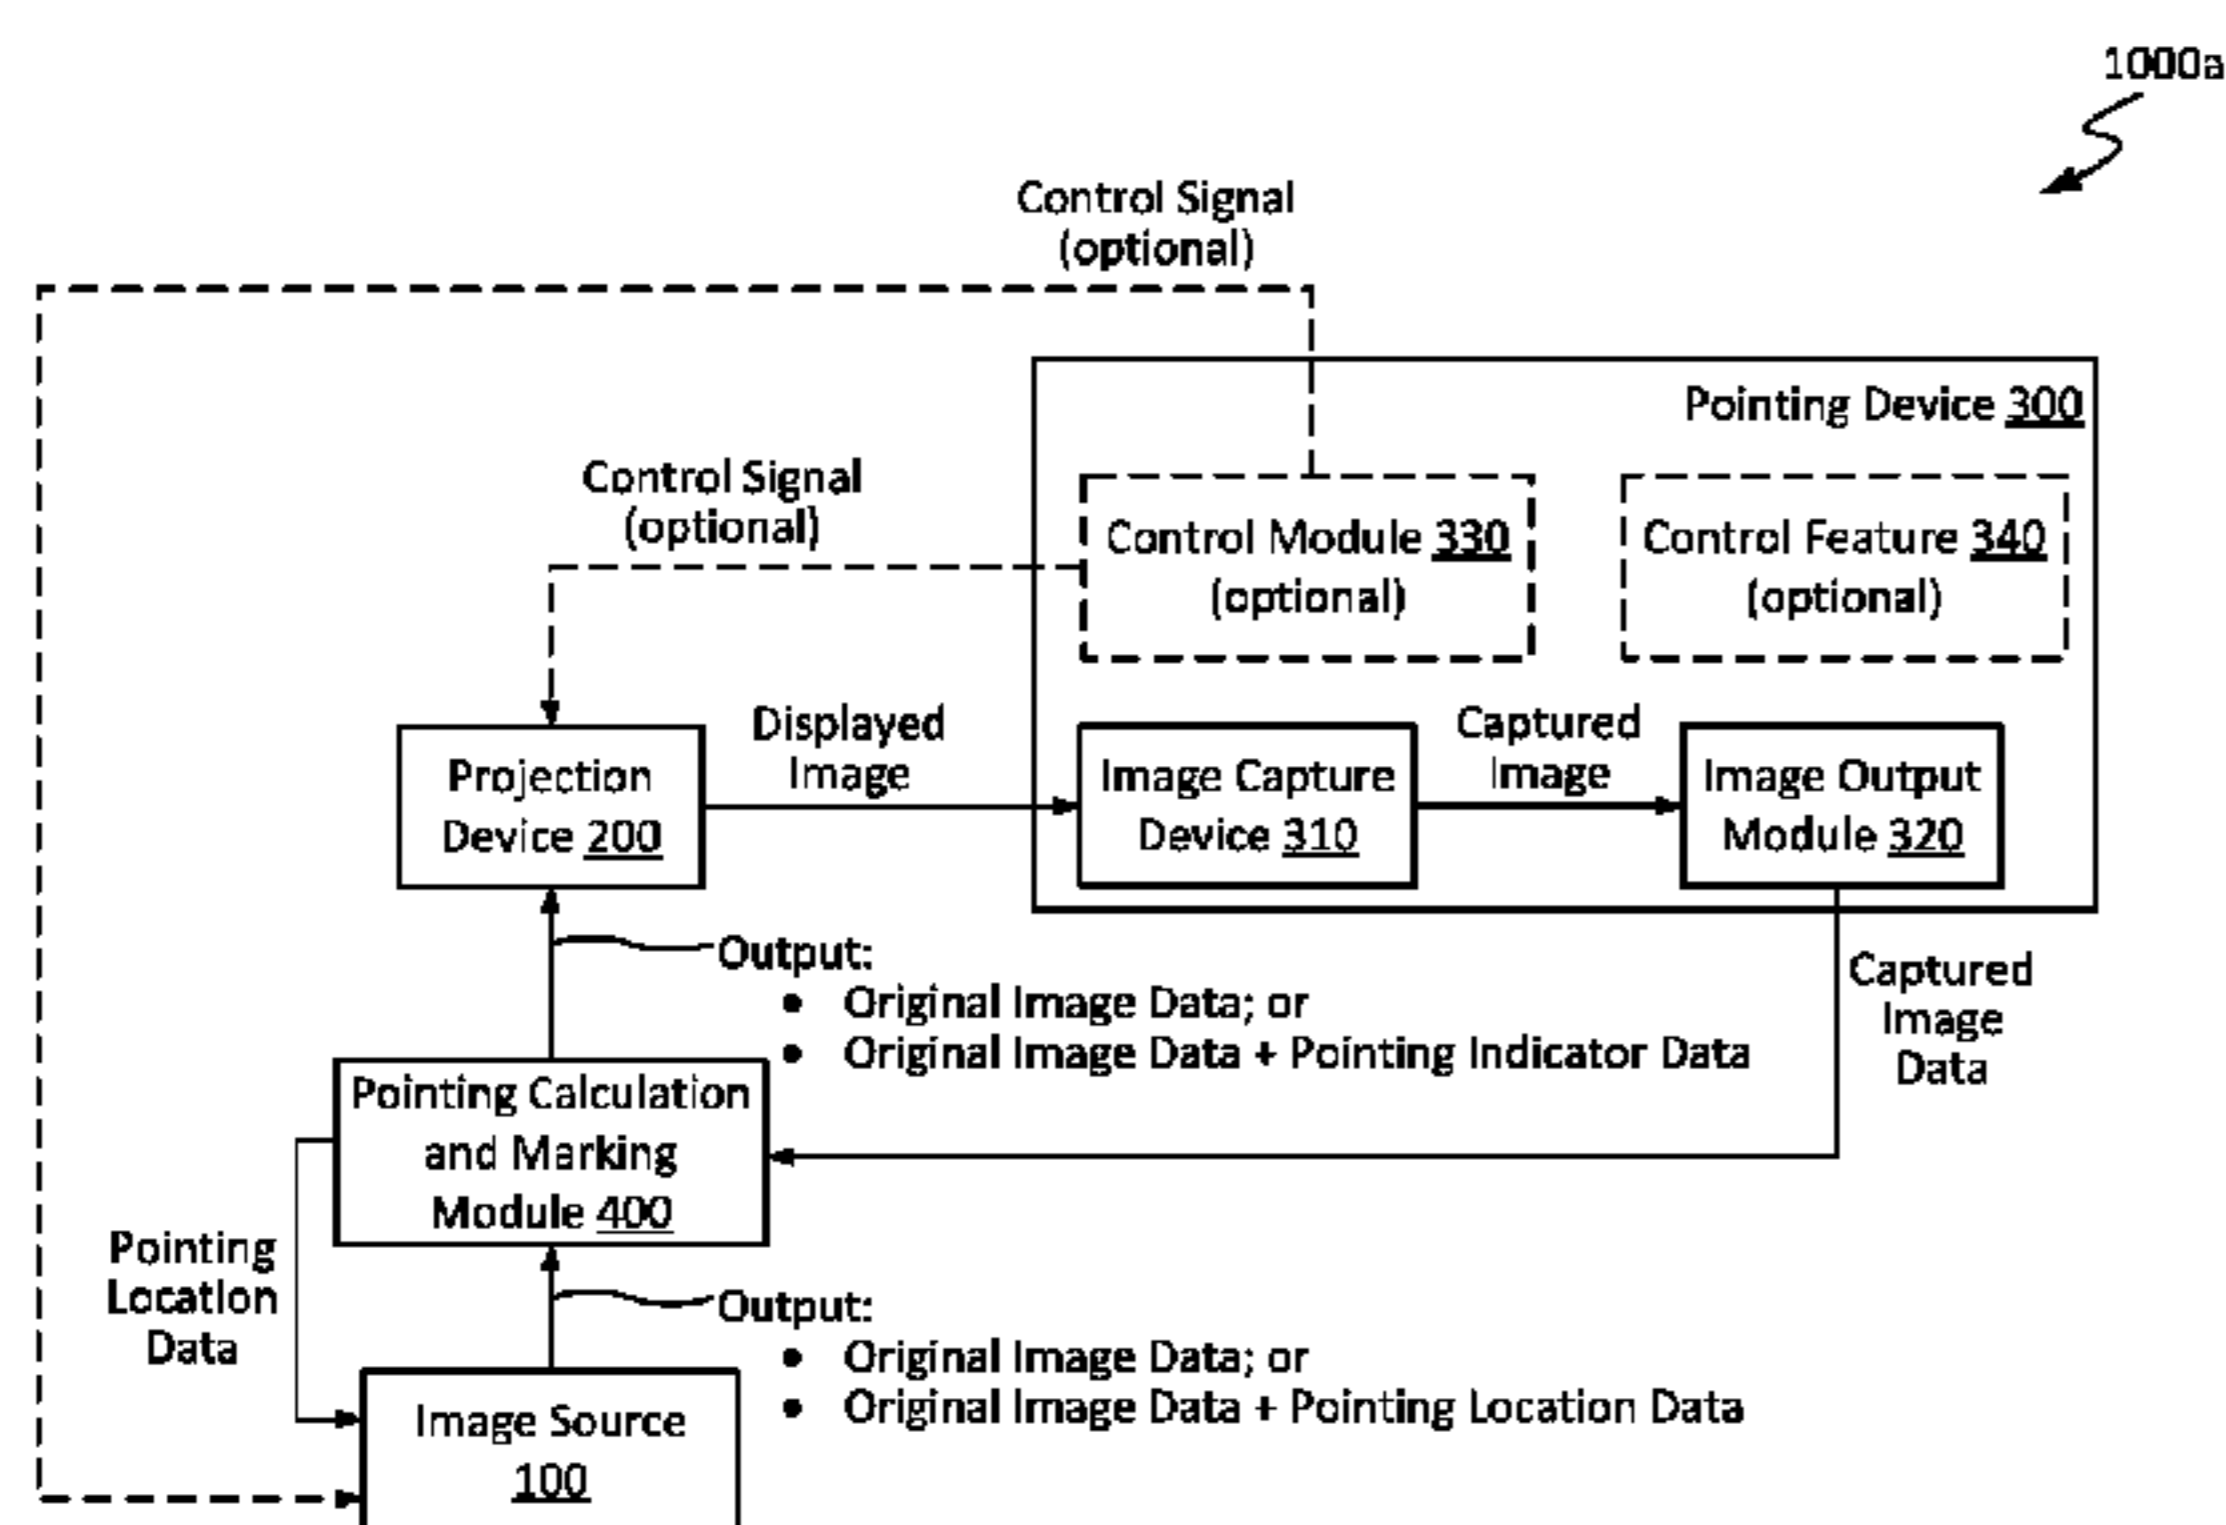 1000a
Control Signal
(optional)
Pointing Device 300
Control Signal
(optional)
Control Module 330
(optional)
Control Feature 340
(optional)
Projection
Device 200
Displayed
Image
Image Capture
Device 310
Captured
Image
Image Output
Module 320
Output:
• Original Image Data; or
• Original Image Data + Pointing Indicator Data
Captured
Image
Data
Pointing Calculation
and Marking
Module 400
Pointing
Location
Data
Output:
• Original Image Data; or
• Original Image Data + Pointing Location Data
Image Source
100